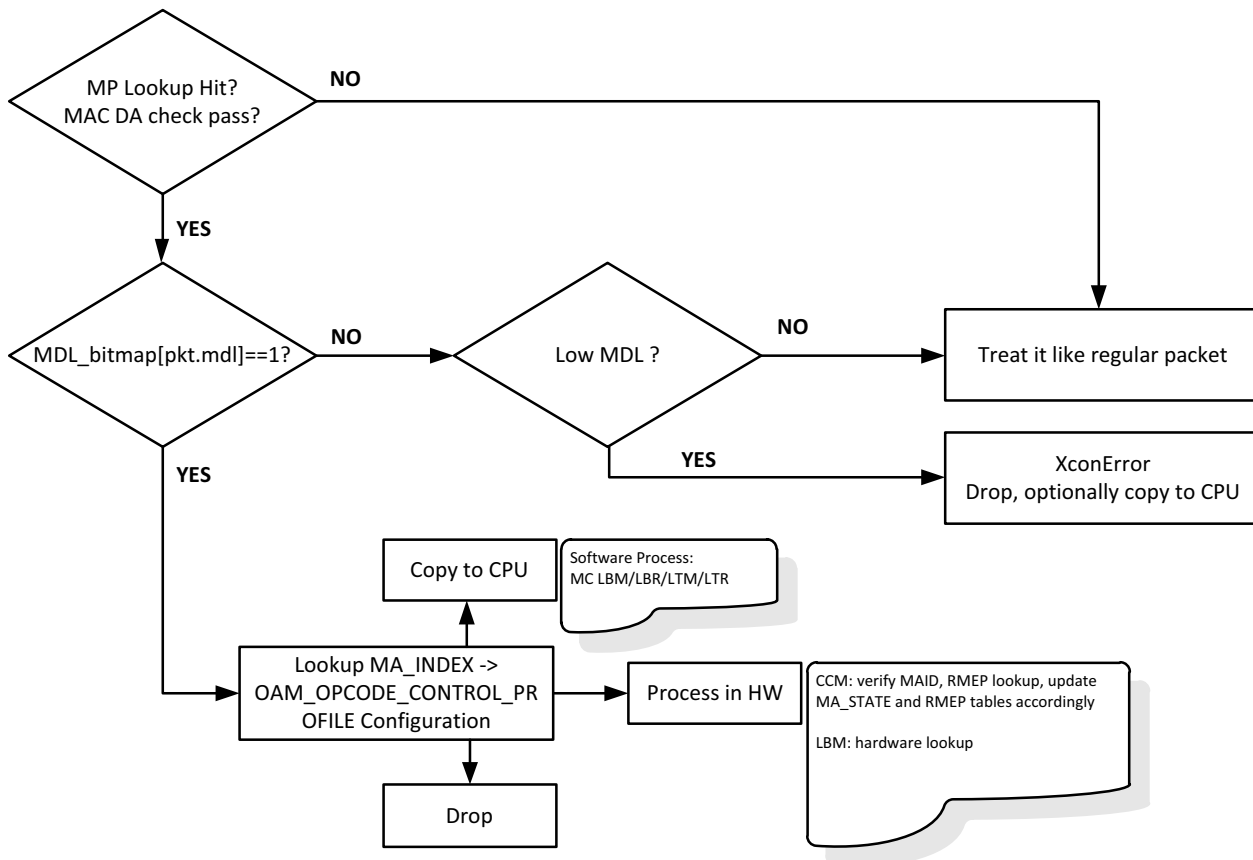 MP Lookup Hit?
MAC DA check pass?
NO
YES
MDL_bitmap[pkt.mdl]==1?
NO
Low MDL ?
NO
Treat it like regular packet
YES
YES
XconError
Drop, optionally copy to CPU
Copy to CPU
Software Process:
MC LBM/LBR/LTM/LTR
Lookup MA_INDEX ->
OAM_OPCODE_CONTROL_PR
OFILE Configuration
Process in HW
CCM: verify MAID, RMEP lookup, update
MA_STATE and RMEP tables accordingly
LBM: hardware lookup
Drop